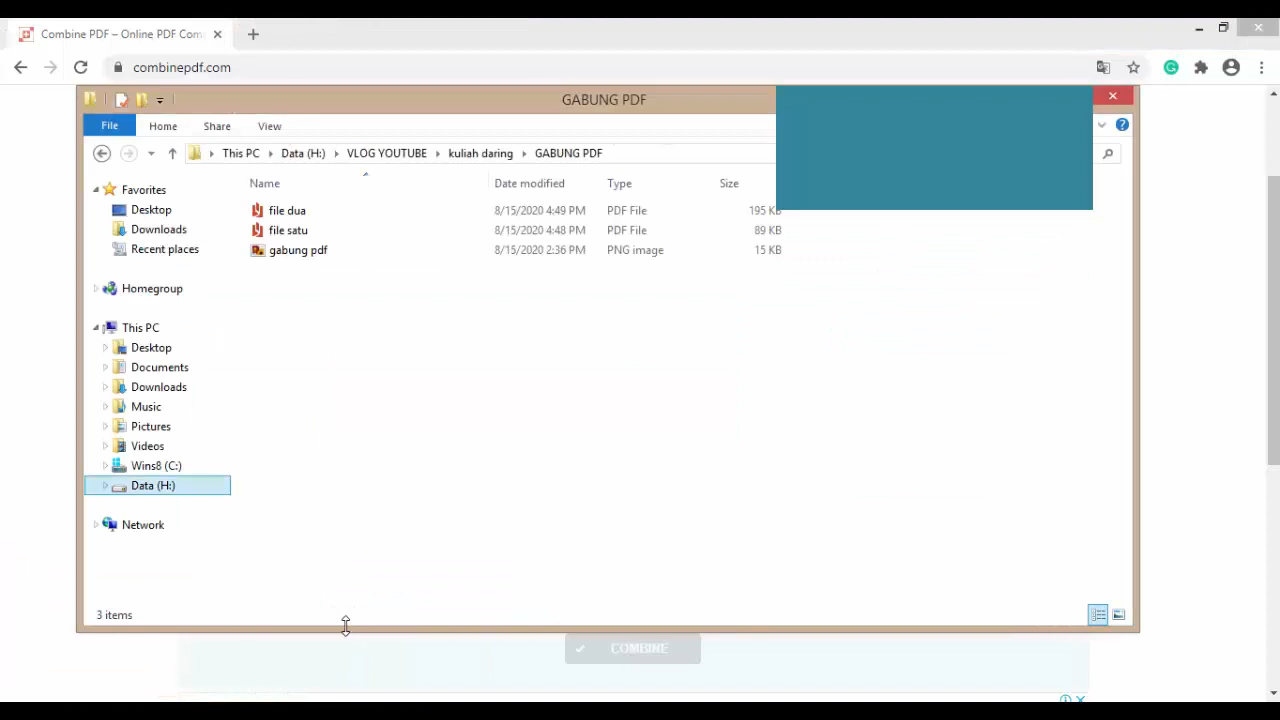 Combine PDF – Online PDF Com
combinepdf.com
GABUNG PDF
File Home Share View
This PC Data (H:) VLOG YOUTUBE kuliah daring GABUNG PDF
Name Date modified Type Size
file dua 8/15/2020 4:49 PM PDF File 195 KB
file satu 8/15/2020 4:48 PM PDF File 89 KB
gabung pdf 8/15/2020 2:36 PM PNG image 15 KB
Favorites
Desktop
Downloads
Recent places
Homegroup
This PC
Desktop
Documents
Downloads
Music
Pictures
Videos
Wins8 (C:)
Data (H:)
Network
3 items
COMBINE